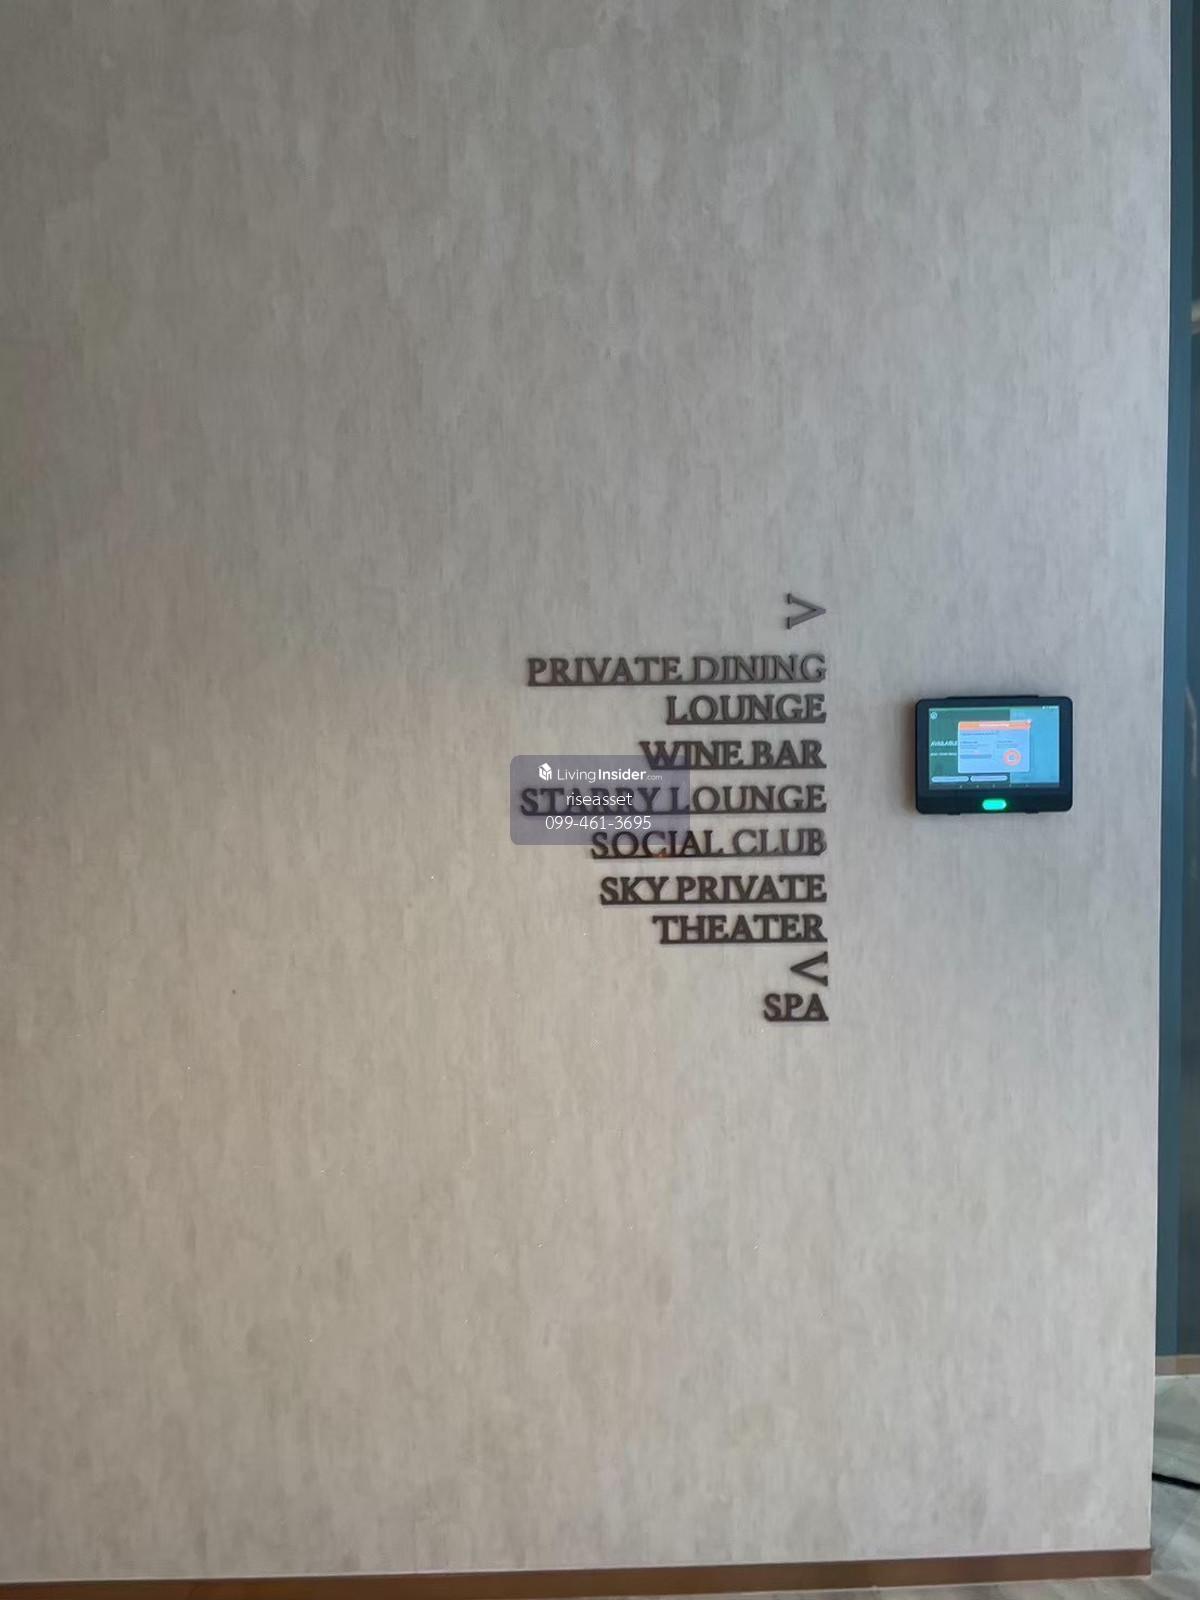 >
PRIVATE DINING
LOUNGE
WINE BAR
STARRY LOUNGE
SOCIAL CLUB
SKY PRIVATE
THEATER
<
SPA
LivingInsider.com
riseasset
099-461-3695
AVAILABLE